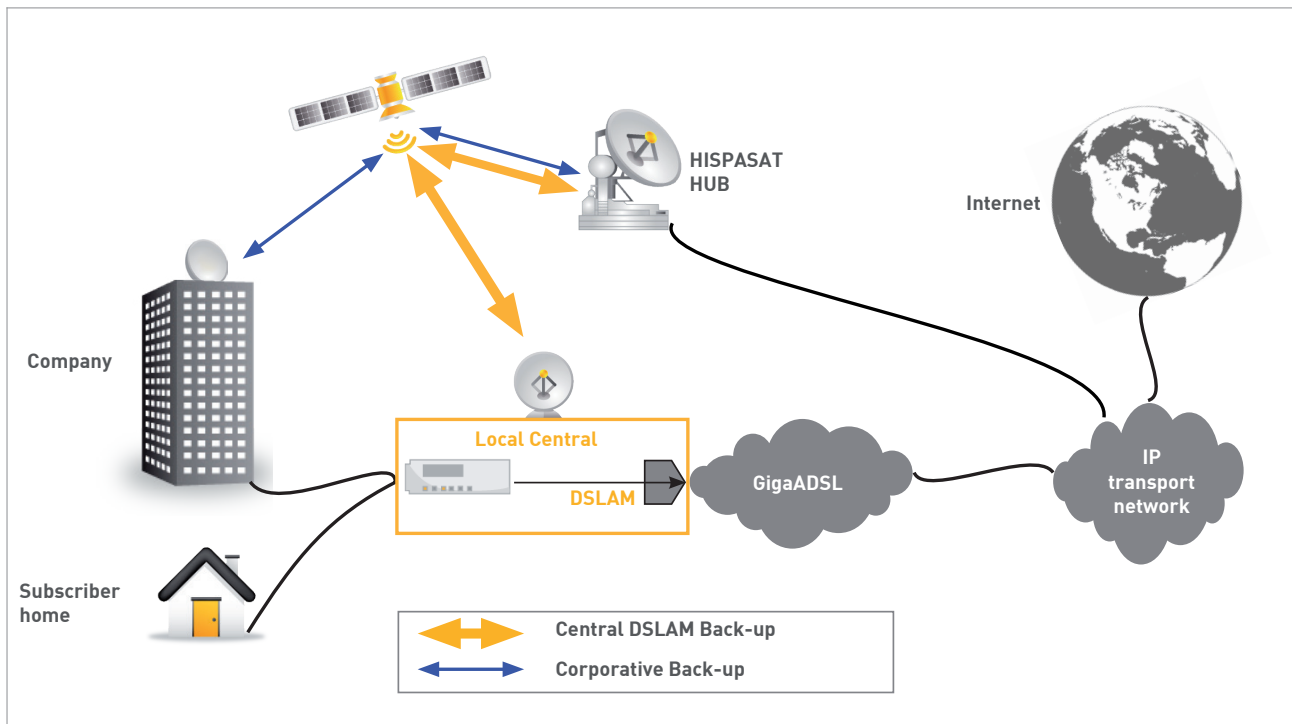 HISPASAT
HUB
Internet
Company
Local Central
DSLAM
GigaADSL
IP
transport
network
Subscriber
home
Central DSLAM Back-up
Corporative Back-up